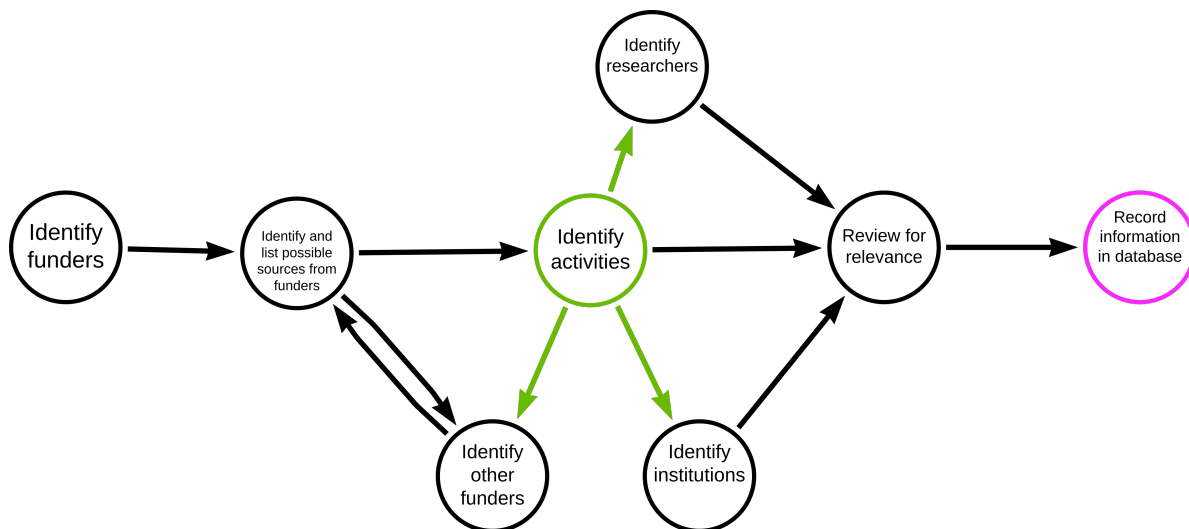 Identify
researchers
Identify
funders
Identify and
list possible
sources from
funders
Identify
activities
Review for
relevance
Record
information
in database
Identify
other
funders
Identify
institutions